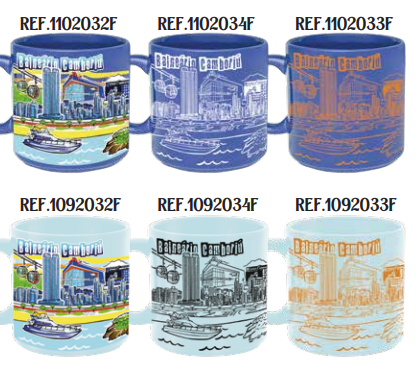 REF.1102032F REF.1102034F REF.1102033F
Balneário Camboriú Balneário Camboriú Balneário Camboriú
REF.1092032F REF.1092034F REF.1092033F
Balneário Camboriú Balneário Camboriú Balneário Camboriú